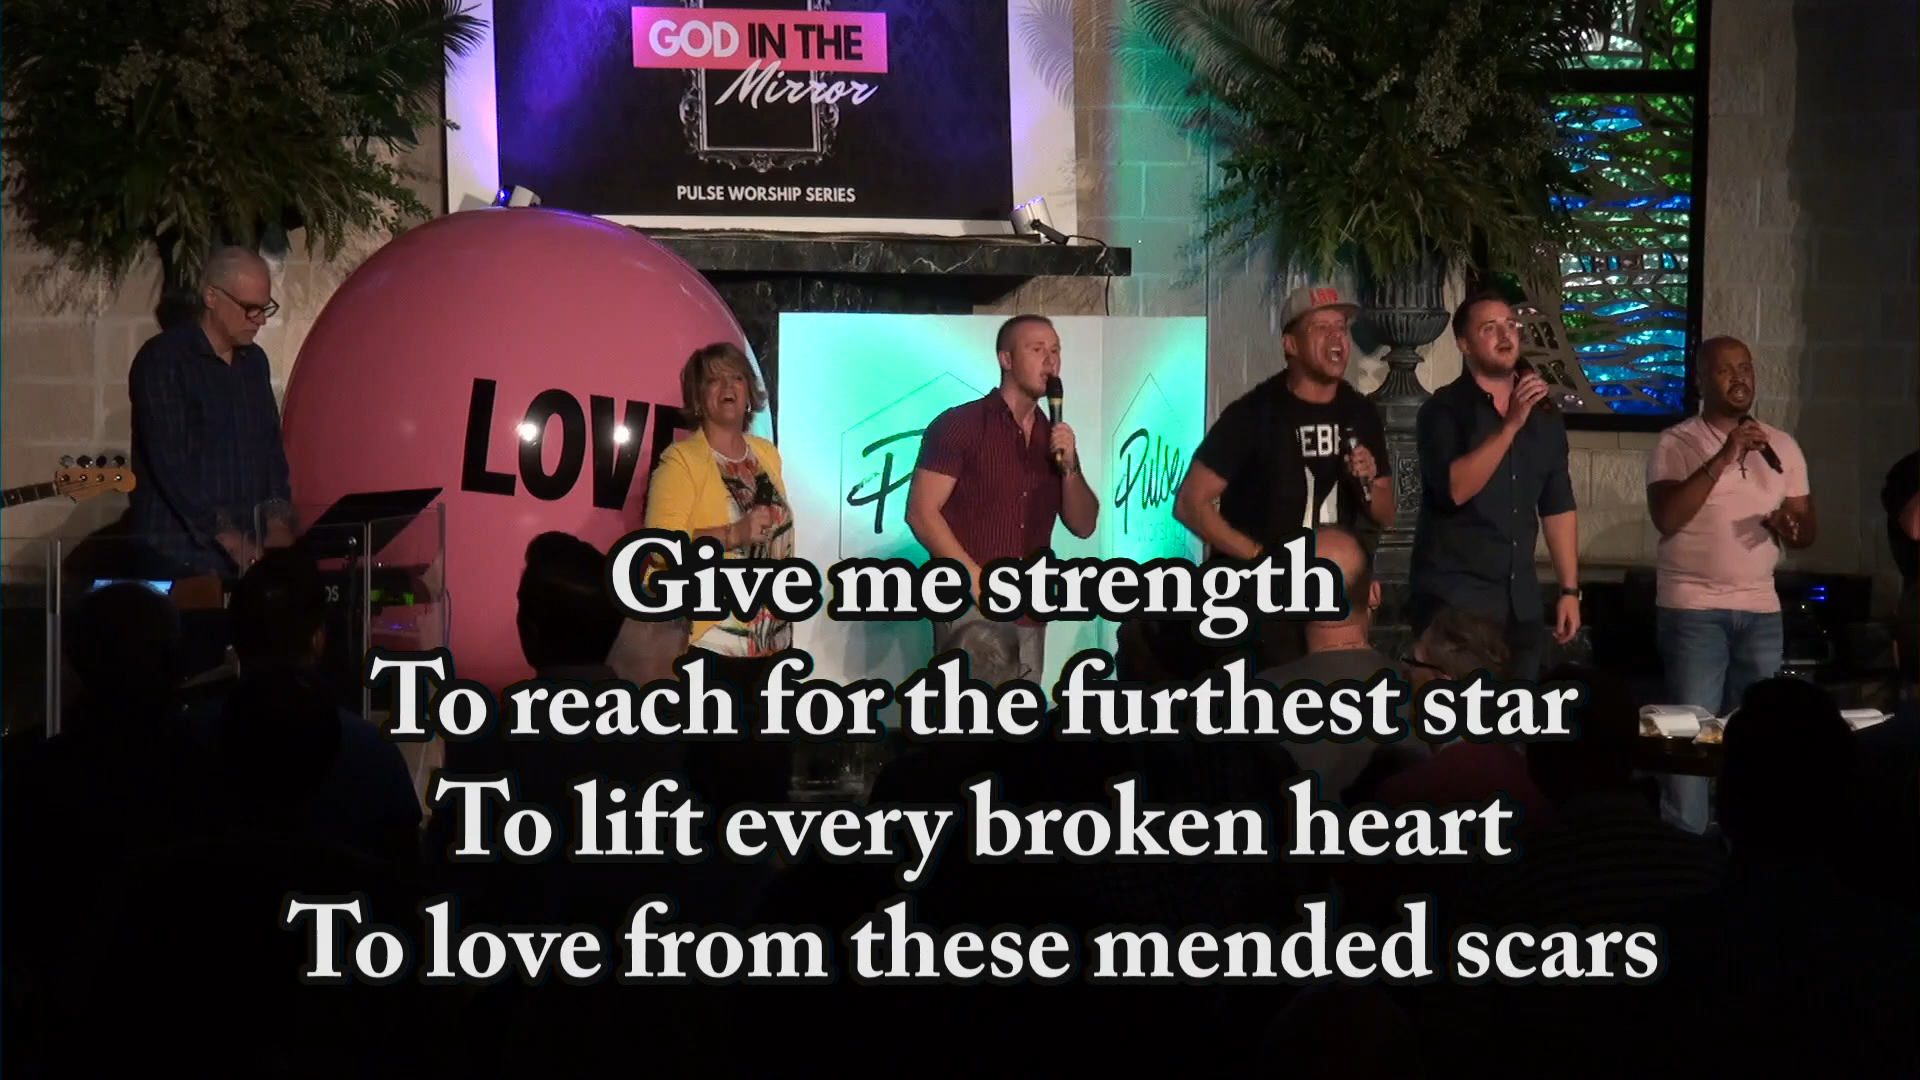 GOD IN THE
Mirror
PULSE WORSHIP SERIES
LOVE
Pulse
Give me strength
To reach for the furthest star
To lift every broken heart
To love from these mended scars